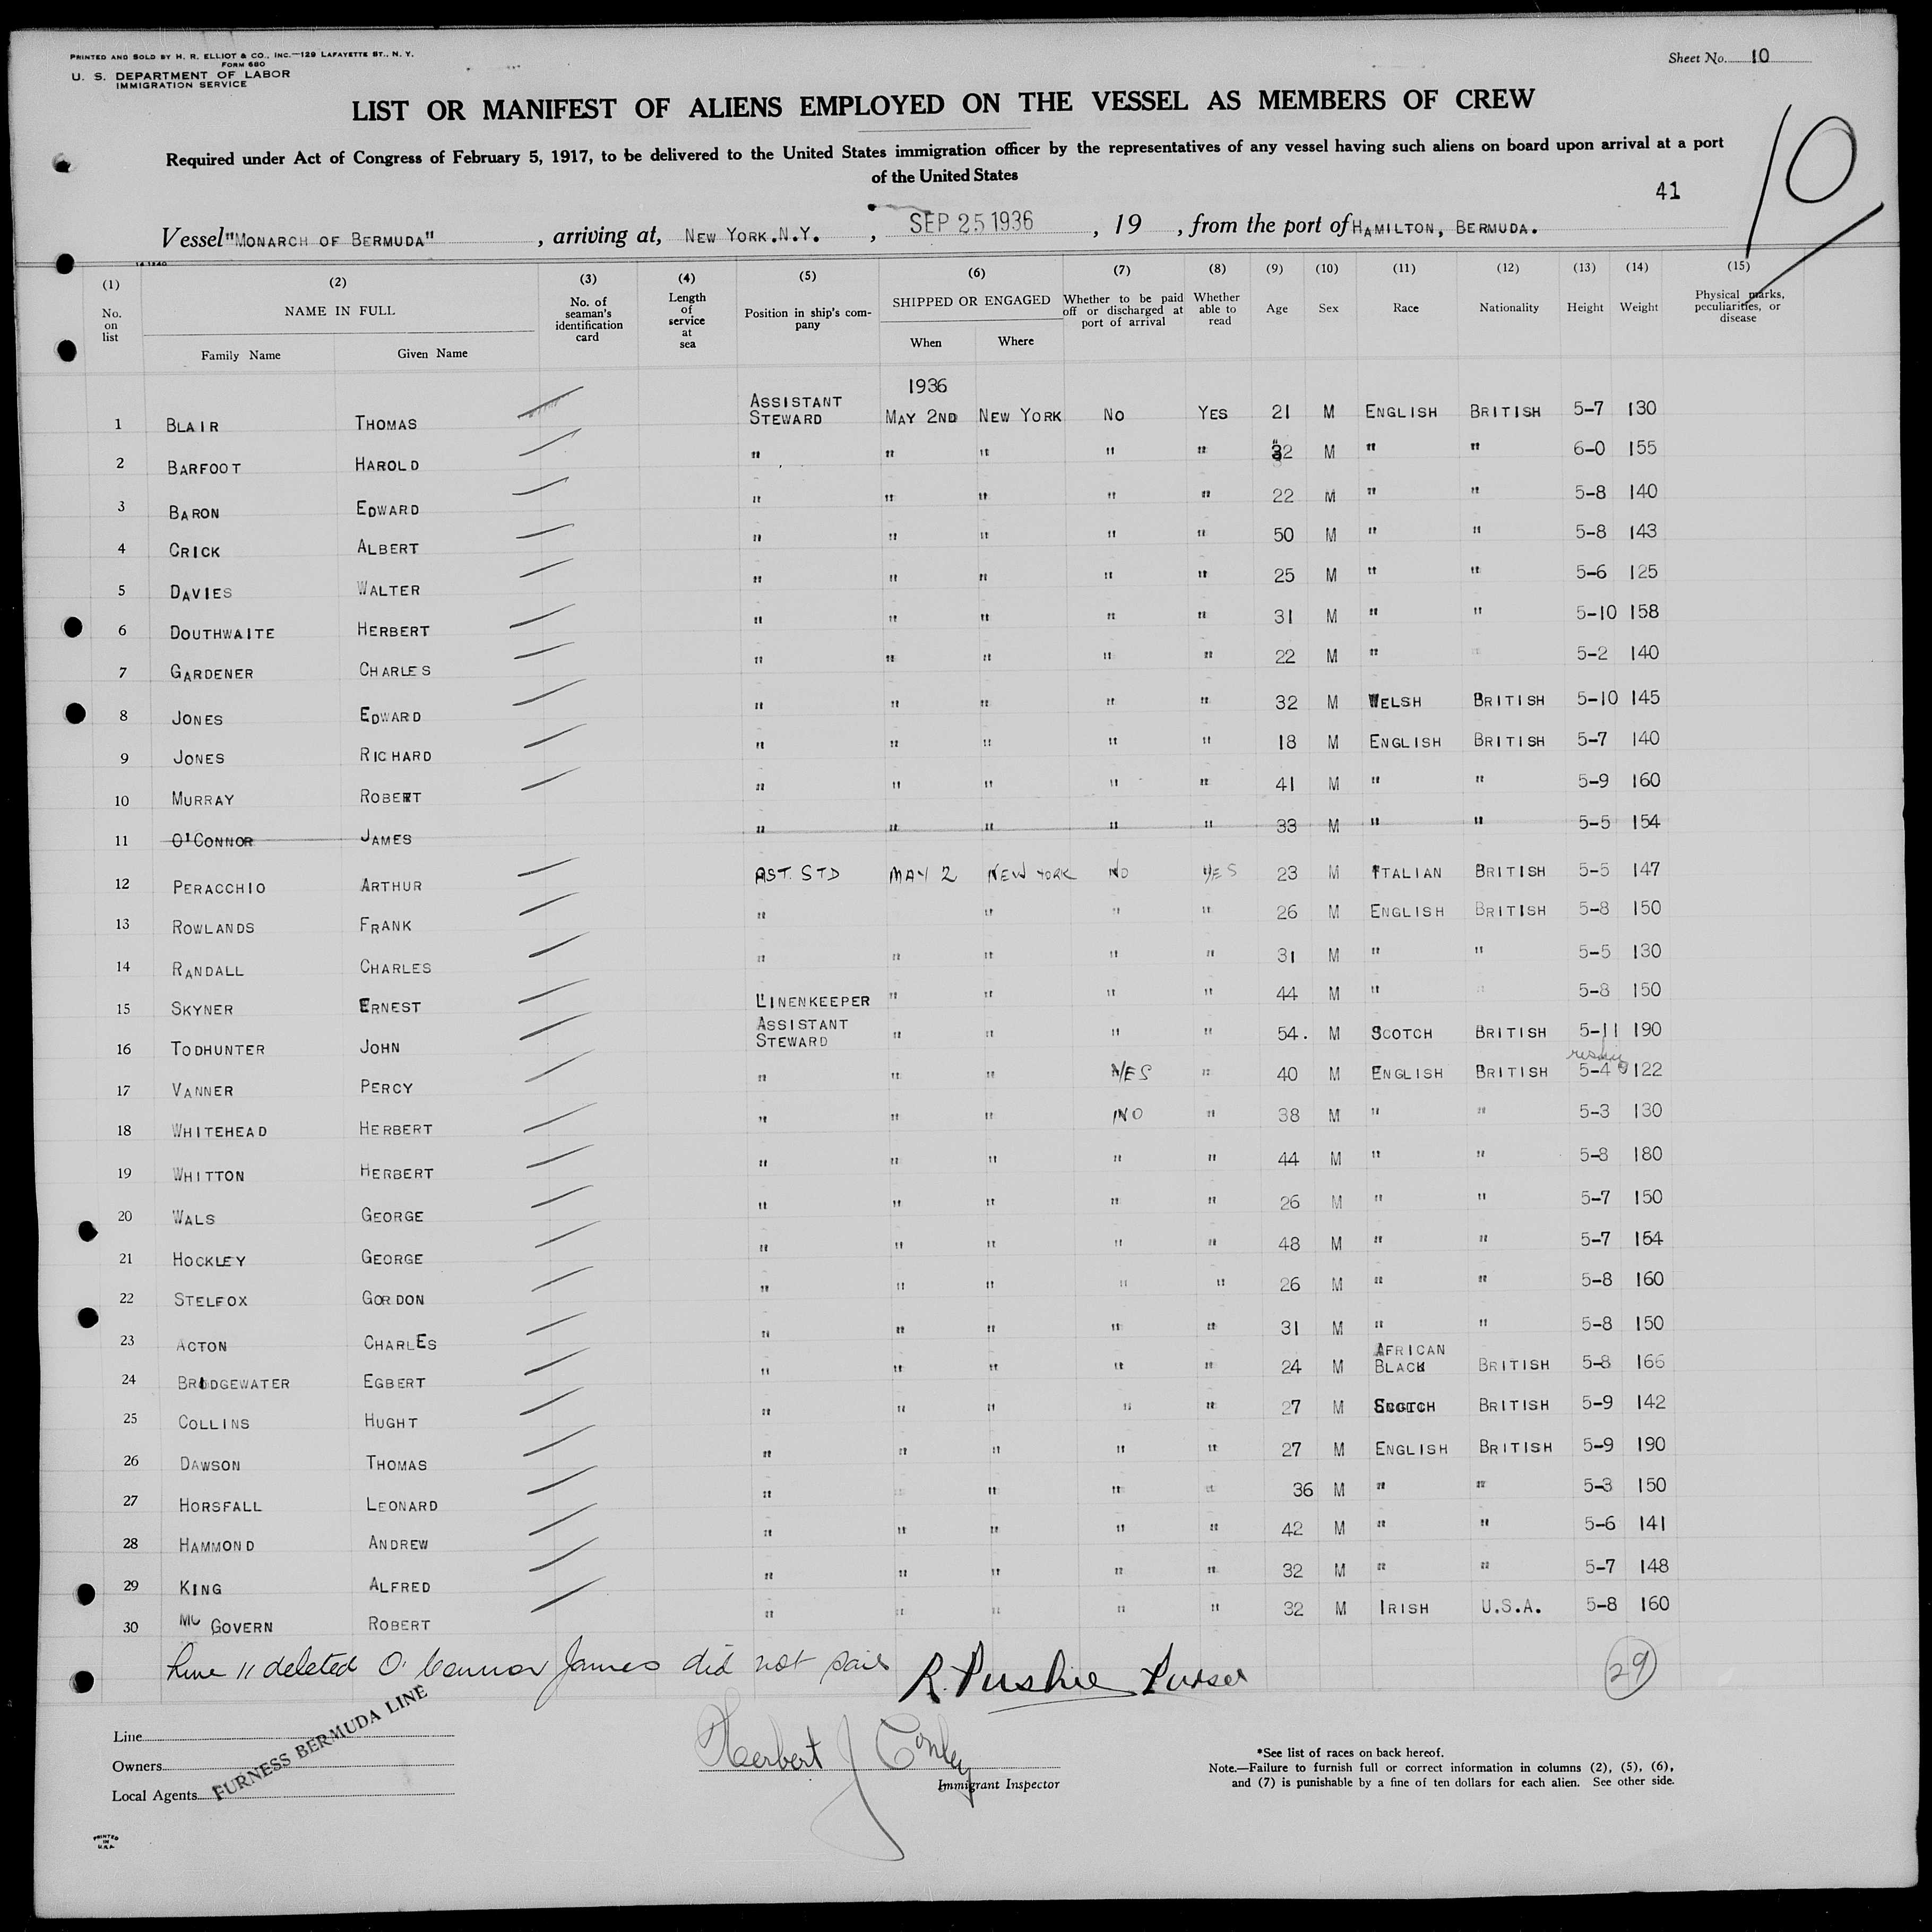 PRINTED AND SOLD BY H. R. ELLIOT & CO., INC.—129 LAFAYETTE ST., N. Y.
FORM 680
U. S. DEPARTMENT OF LABOR
IMMIGRATION SERVICE
Sheet No. 10
LIST OR MANIFEST OF ALIENS EMPLOYED ON THE VESSEL AS MEMBERS OF CREW
10
Required under Act of Congress of February 5, 1917, to be delivered to the United States immigration officer by the representatives of any vessel having such aliens on board upon arrival at a port
of the United States
41
Vessel "MONARCH OF BERMUDA" , arriving at, NEW YORK.N.Y. , SEP 25 1936 , 19 , from the port of HAMILTON, BERMUDA.
(1) (2) (3) (4) (5) (6) (7) (8) (9) (10) (11) (12) (13) (14) (15)
No. on list NAME IN FULL Family Name Given Name No. of seaman's identification card Length of service at sea Position in ship's company SHIPPED OR ENGAGED When Where Whether to be paid off or discharged at port of arrival Whether able to read Age Sex Race Nationality Height Weight Physical marks, peculiarities, or disease
1936
1 BLAIR THOMAS ASSISTANT STEWARD MAY 2ND NEW YORK NO YES 21 M ENGLISH BRITISH 5-7 130
2 BARFOOT HAROLD " " " " " 32 M " " 6-0 155
3 BARON EDWARD " " " " " 22 M " " 5-8 140
4 CRICK ALBERT " " " " " 50 M " " 5-8 143
5 DAVIES WALTER " " " " " 25 M " " 5-6 125
6 DOUTHWAITE HERBERT " " " " " 31 M " " 5-10 158
7 GARDENER CHARLES " " " " " 22 M " " 5-2 140
8 JONES EDWARD " " " " " 32 M WELSH BRITISH 5-10 145
9 JONES RICHARD " " " " " 18 M ENGLISH BRITISH 5-7 140
10 MURRAY ROBERT " " " " " 41 M " " 5-9 160
11 O'CONNOR JAMES " " " " " 33 M " " 5-5 154
12 PERACCHIO ARTHUR AST. STD MAY 2 NEW YORK NO YES 23 M ITALIAN BRITISH 5-5 147
13 ROWLANDS FRANK " " " " 26 M ENGLISH BRITISH 5-8 150
14 RANDALL CHARLES " " " " " 31 M " " 5-5 130
15 SKYNER ERNEST LINENKEEPER " " " " 44 M " " 5-8 150
16 TODHUNTER JOHN ASSISTANT STEWARD " " " " 54. M SCOTCH BRITISH 5-11 190
17 VANNER PERCY " " " YES " 40 M ENGLISH BRITISH 5-4 122
18 WHITEHEAD HERBERT " " " NO " 38 M " " 5-3 130
19 WHITTON HERBERT " " " " " 44 M " " 5-8 180
20 WALS GEORGE " " " " " 26 M " " 5-7 150
21 HOCKLEY GEORGE " " " " " 48 M " " 5-7 154
22 STELFOX GORDON " " " " " 26 M " " 5-8 160
23 ACTON CHARLES " " " " " 31 M " " 5-8 150
24 BRIDGEWATER EGBERT " " " " " 24 M AFRICAN BLACK BRITISH 5-8 166
25 COLLINS HUGHT " " " " " 27 M SCOTCH BRITISH 5-9 142
26 DAWSON THOMAS " " " " " 27 M ENGLISH BRITISH 5-9 190
27 HORSFALL LEONARD " " " " " 36 M " " 5-3 150
28 HAMMOND ANDREW " " " " " 42 M " " 5-6 141
29 KING ALFRED " " " " " 32 M " " 5-7 148
30 MC GOVERN ROBERT " " " " " 32 M IRISH U.S.A. 5-8 160
Line 11 deleted O'Connor James did not sail R. Pushie Purser
29
Line
Owners
Local Agents
FURNESS BERMUDA LINE
Herbert J Conley
Immigrant Inspector
*See list of races on back hereof.
Note.—Failure to furnish full or correct information in columns (2), (5), (6),
and (7) is punishable by a fine of ten dollars for each alien. See other side.
PRINTED
IN
U.S.A.